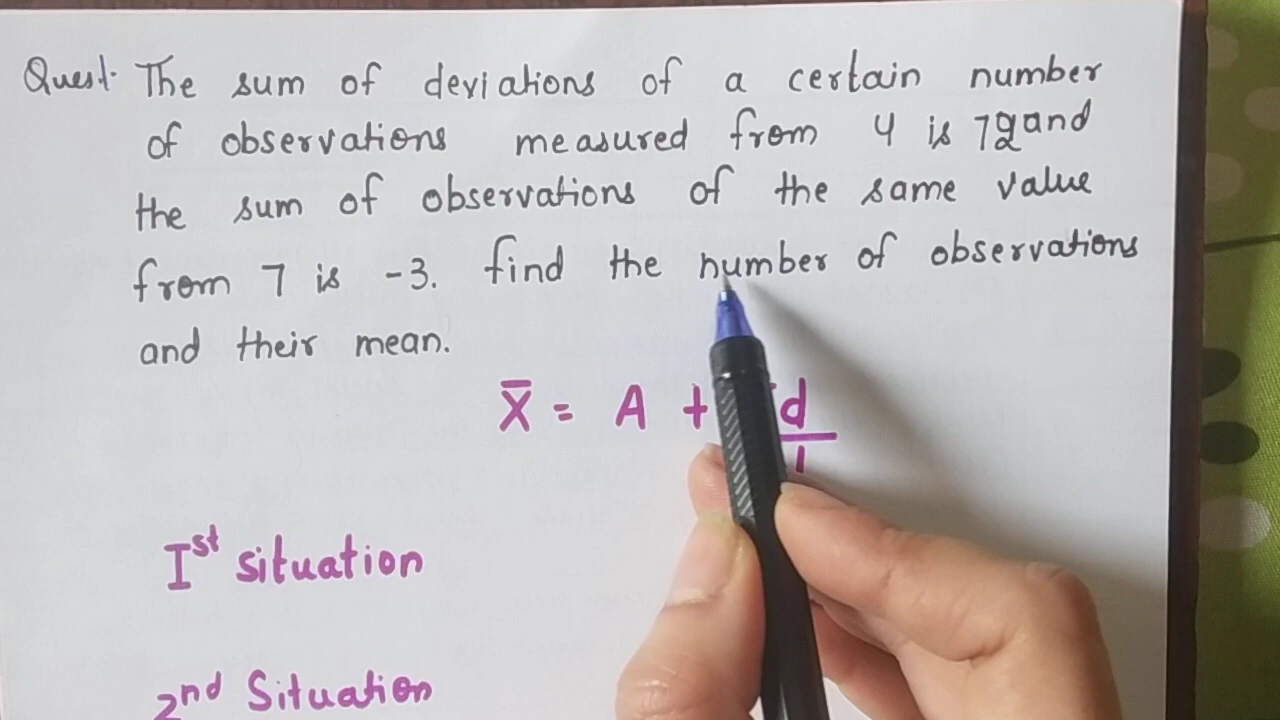 Quest. The sum of deviations of a certain number
of observations measured from 4 is 72 and
the sum of observations of the same value
from 7 is -3. find the number of observations
and their mean.
X̄ = A + d
Ist situation
2nd Situation